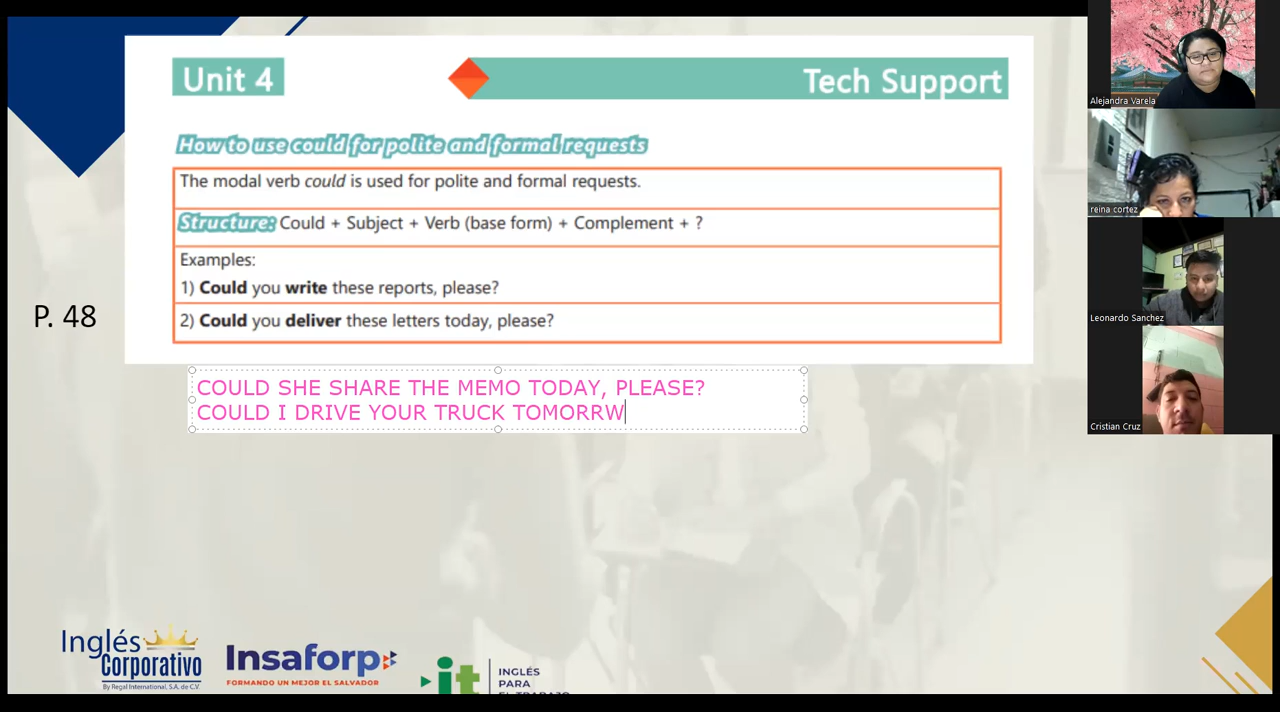 Unit 4
Tech Support
How to use could for polite and formal requests
The modal verb could is used for polite and formal requests.
Structure: Could + Subject + Verb (base form) + Complement + ?
Examples:
1) Could you write these reports, please?
2) Could you deliver these letters today, please?
P. 48
COULD SHE SHARE THE MEMO TODAY, PLEASE?
COULD I DRIVE YOUR TRUCK TOMORRW
Alejandra Varela
reina cortez
Leonardo Sanchez
Cristian Cruz
Inglés
Corporativo
By Regal International, S.A. de C.V.
Insaforp
FORMANDO UN MEJOR EL SALVADOR
it
INGLÉS
PARA
EL TRABAJO